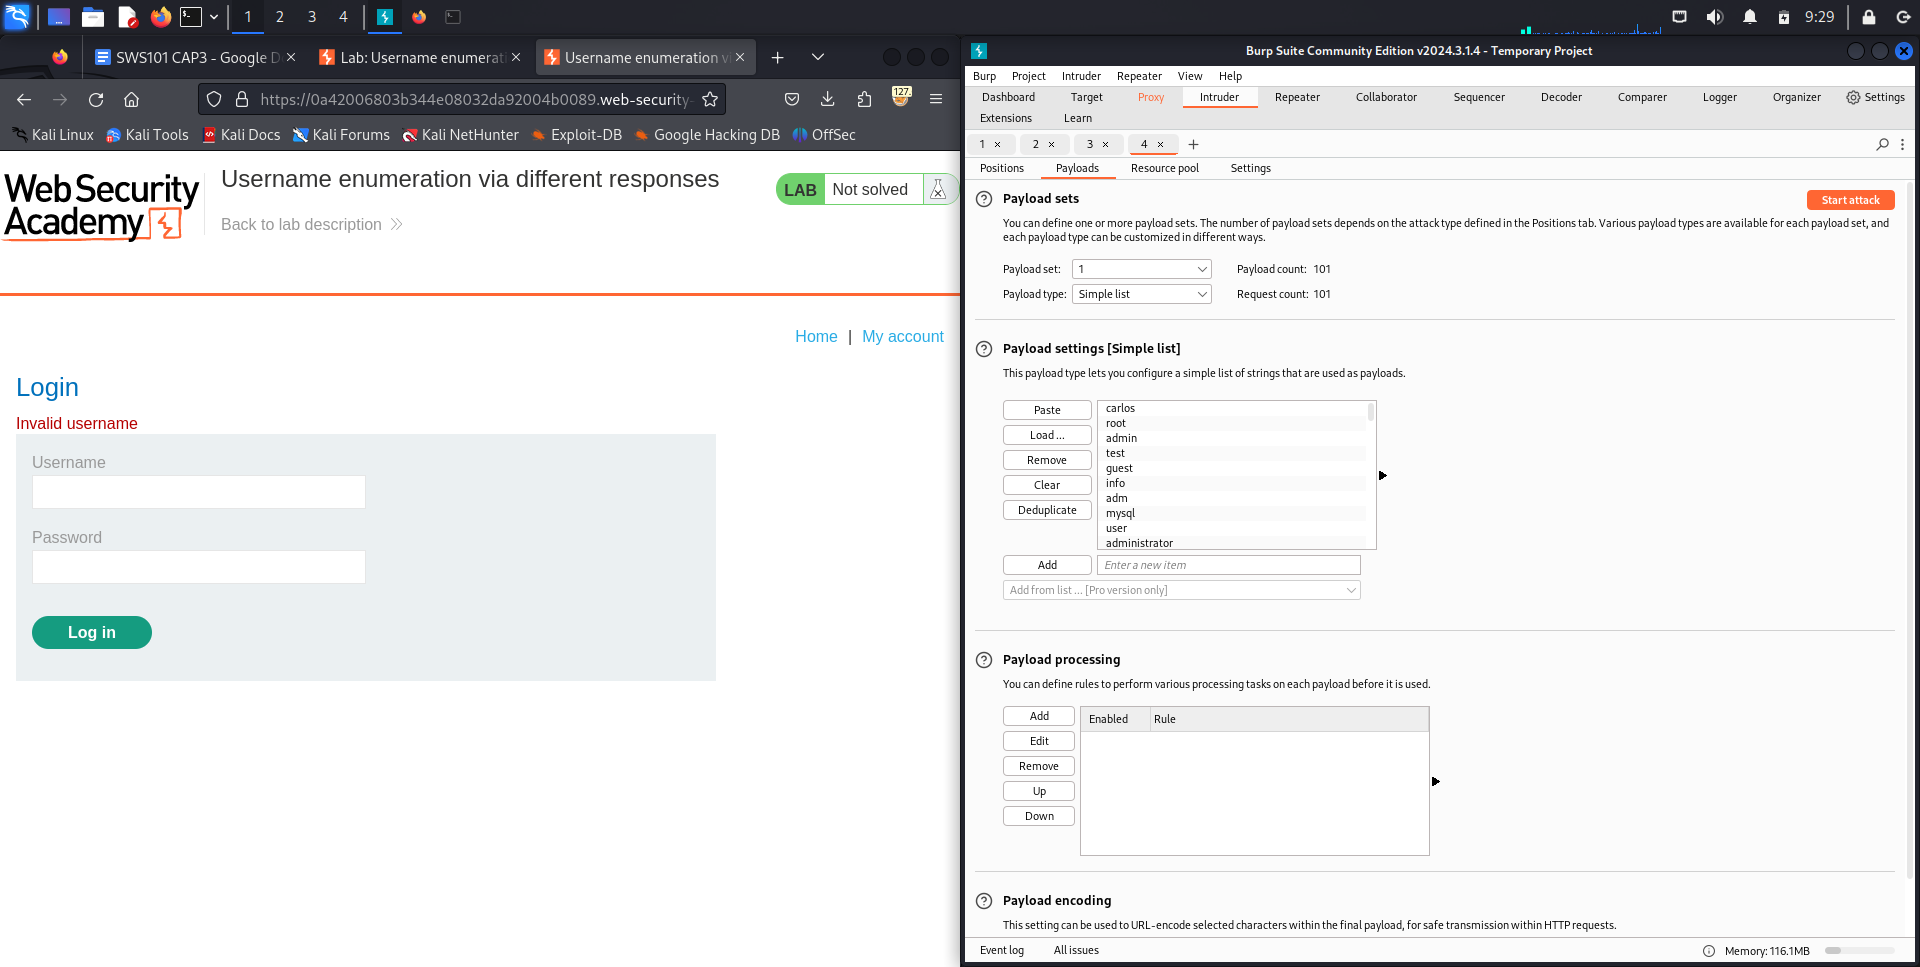 1 2 3 4
9:29
SWS101 CAP3 - Google D
Lab: Username enumerati
Username enumeration vi
https://0a42006803b344e08032da92004b0089.web-security-
127.
Kali Linux Kali Tools Kali Docs Kali Forums Kali NetHunter Exploit-DB Google Hacking DB OffSec
WebSecurity
Academy
Username enumeration via different responses
Back to lab description
LAB Not solved
Home | My account
Login
Invalid username
Username
Password
Log in
Burp Suite Community Edition v2024.3.1.4 - Temporary Project
Burp Project Intruder Repeater View Help
Dashboard Target Proxy Intruder Repeater Collaborator Sequencer Decoder Comparer Logger Organizer Settings
Extensions Learn
1 × 2 × 3 × 4 × +
Positions Payloads Resource pool Settings
Payload sets
Start attack
You can define one or more payload sets. The number of payload sets depends on the attack type defined in the Positions tab. Various payload types are available for each payload set, and
each payload type can be customized in different ways.
Payload set: 1 Payload count: 101
Payload type: Simple list Request count: 101
Payload settings [Simple list]
This payload type lets you configure a simple list of strings that are used as payloads.
Paste
Load ...
Remove
Clear
Deduplicate
carlos
root
admin
test
guest
info
adm
mysql
user
administrator
Add Enter a new item
Add from list ... [Pro version only]
Payload processing
You can define rules to perform various processing tasks on each payload before it is used.
Add
Edit
Remove
Up
Down
Enabled Rule
Payload encoding
This setting can be used to URL-encode selected characters within the final payload, for safe transmission within HTTP requests.
Event log All issues
Memory: 116.1MB